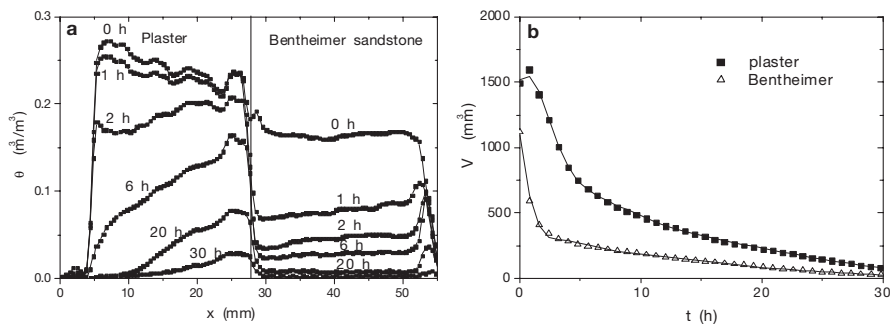 a
Plaster
Bentheimer sandstone
0 h
1 h
2 h
6 h
20 h
30 h
0 h
1 h
2 h
6 h
20 h
0.3
0.2
0.1
0.0
θ (m³/m³)
0 10 20 30 40 50
x (mm)
b
plaster
Bentheimer
2000
1500
1000
500
0
V (mm³)
0 10 20 30
t (h)